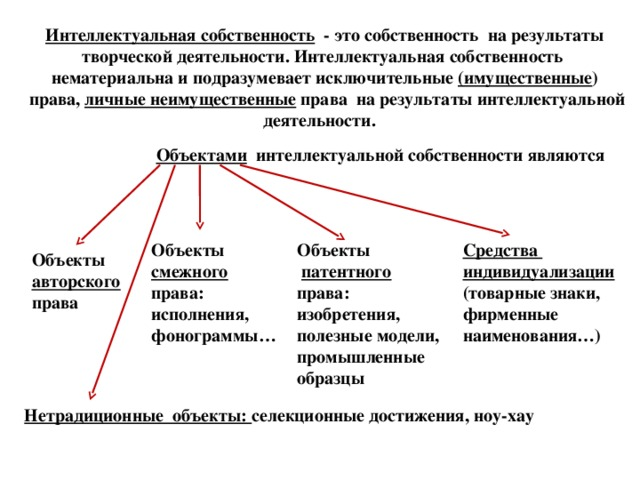 Интеллектуальная собственность - это собственность на результаты
творческой деятельности. Интеллектуальная собственность
нематериальна и подразумевает исключительные (имущественные)
права, личные неимущественные права на результаты интеллектуальной
деятельности.
Объектами интеллектуальной собственности являются
Объекты
авторского
права
Объекты
смежного
права:
исполнения,
фонограммы…
Объекты
патентного
права:
изобретения,
полезные модели,
промышленные
образцы
Средства
индивидуализации
(товарные знаки,
фирменные
наименования…)
Нетрадиционные объекты: селекционные достижения, ноу-хау